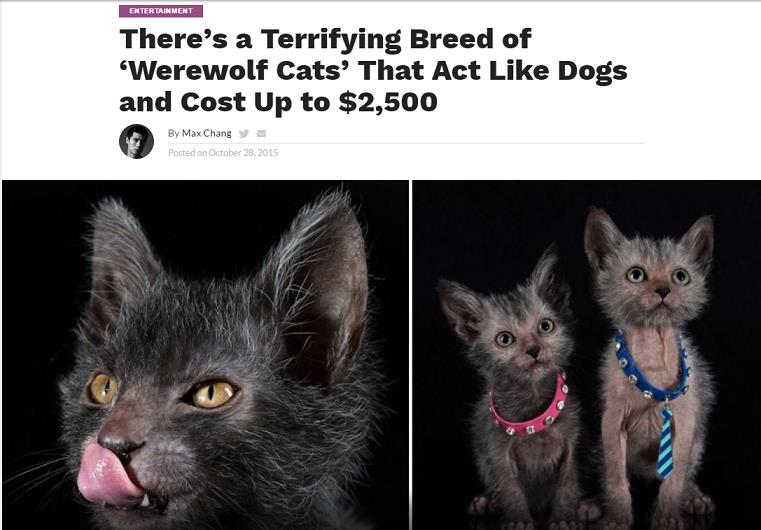 ENTERTAINMENT
There’s a Terrifying Breed of
‘Werewolf Cats’ That Act Like Dogs
and Cost Up to $2,500
By Max Chang
Posted on October 28, 2015